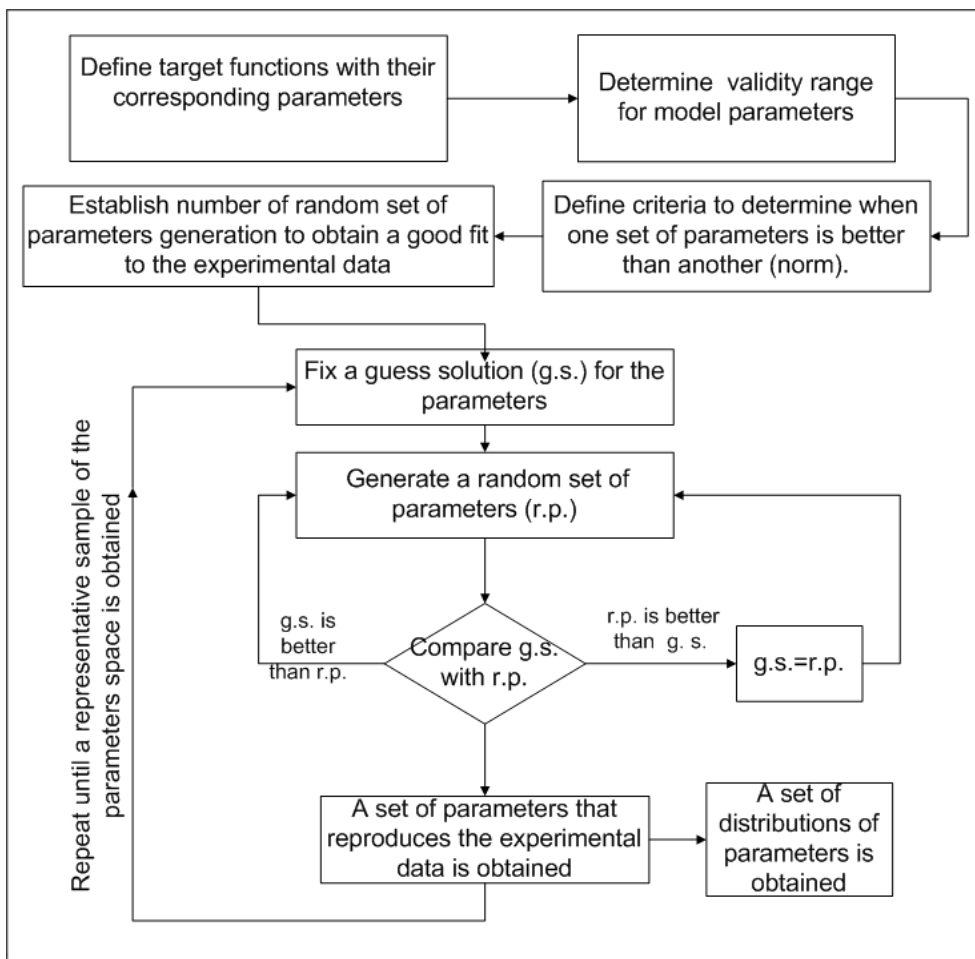 Define target functions with their
corresponding parameters
Determine  validity range
for model parameters
Define criteria to determine when
one set of parameters is better
than another (norm).
Establish number of random set of
parameters generation to obtain a good fit
to the experimental data
Fix a guess solution (g.s.) for the
parameters
Generate a random set of
parameters (r.p.)
Compare g.s.
with r.p.
g.s. is
better
than r.p.
r.p. is better
than  g. s.
g.s.=r.p.
A set of parameters that
reproduces the experimental
data is obtained
A set of
distributions of
parameters is
obtained
Repeat until a representative sample of the
parameters space is obtained